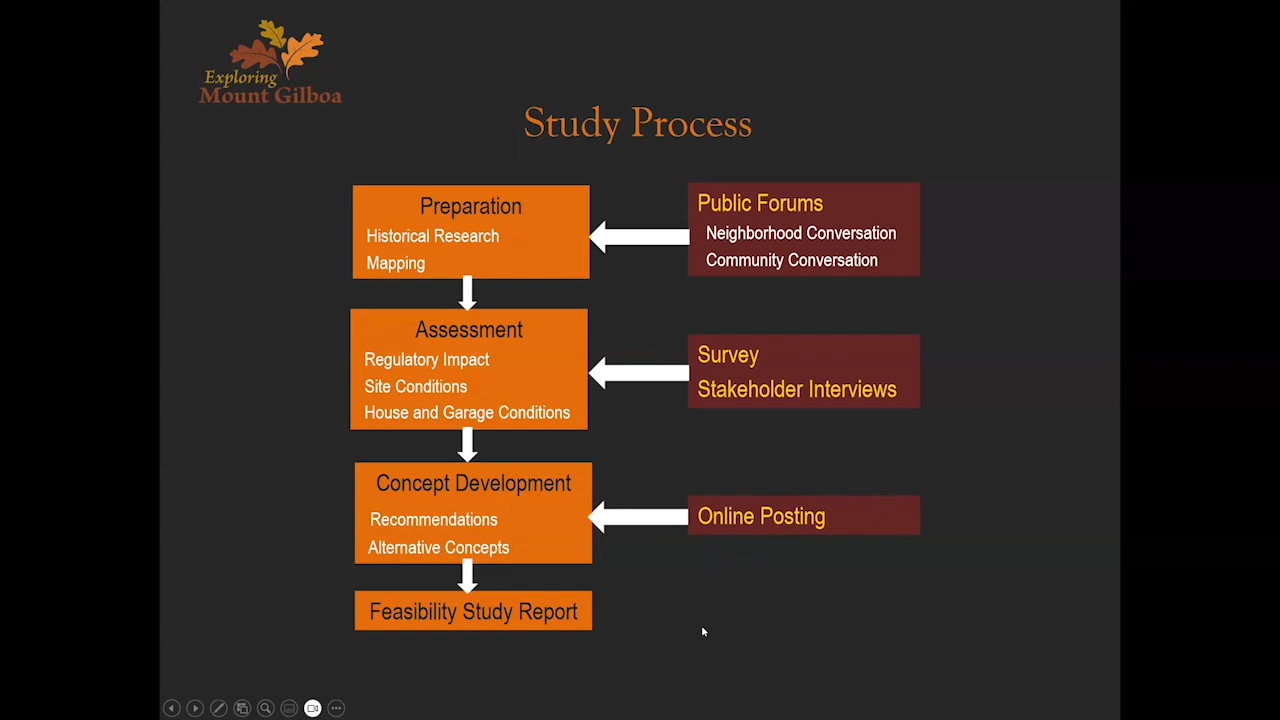 Exploring
Mount Gilboa
Study Process
Preparation
Historical Research
Mapping
Public Forums
Neighborhood Conversation
Community Conversation
Assessment
Regulatory Impact
Site Conditions
House and Garage Conditions
Survey
Stakeholder Interviews
Concept Development
Recommendations
Alternative Concepts
Online Posting
Feasibility Study Report